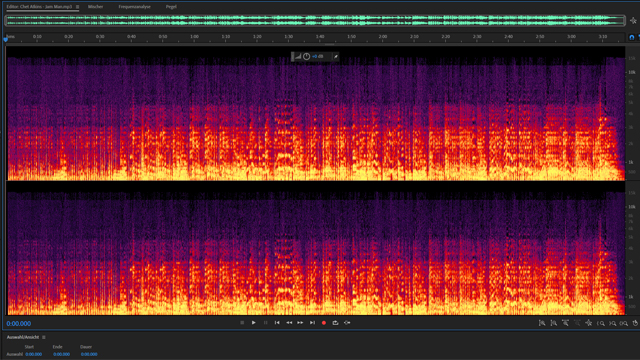 Editor: Chet Atkins - Jam Man.mp3 Mischer Frequenzanalyse Pegel
hms 0:10 0:20 0:30 0:40 0:50 1:00 1:10 1:20 1:30 1:40 1:50 2:00 2:10 2:20 2:30 2:40 2:50 3:00 3:10
+0 dB
10k
1k
10k
1k
0:00.000
Auswahl/Ansicht
Start Ende Dauer
Auswahl 0:00.000 0:00.000 0:00.000